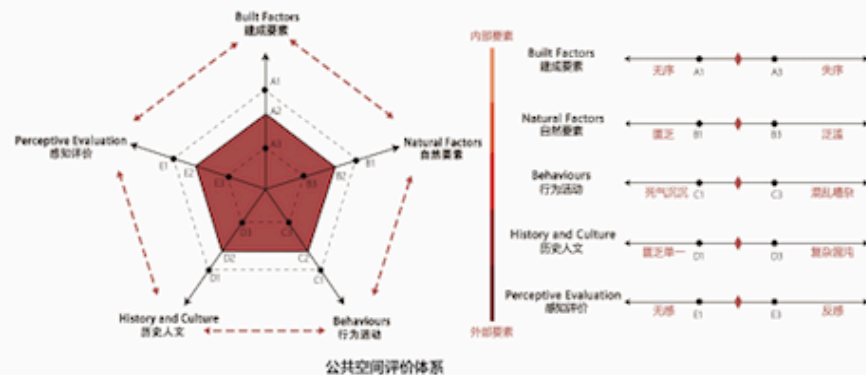 Built Factors
建成要素
A1
A2
A3
Perceptive Evaluation
感知评价
E1
E2
E3
Natural Factors
自然要素
B1
B2
B3
D3
C3
D2
C2
D1
C1
History and Culture
历史人文
Behaviours
行为活动
内部要素
外部要素
Built Factors
建成要素
无序
A1
A3
失序
Natural Factors
自然要素
匮乏
B1
B3
泛滥
Behaviours
行为活动
死气沉沉
C1
C3
混乱嘈杂
History and Culture
历史人文
匮乏单一
D1
D3
复杂混沌
Perceptive Evaluation
感知评价
无感
E1
E3
反感
公共空间评价体系